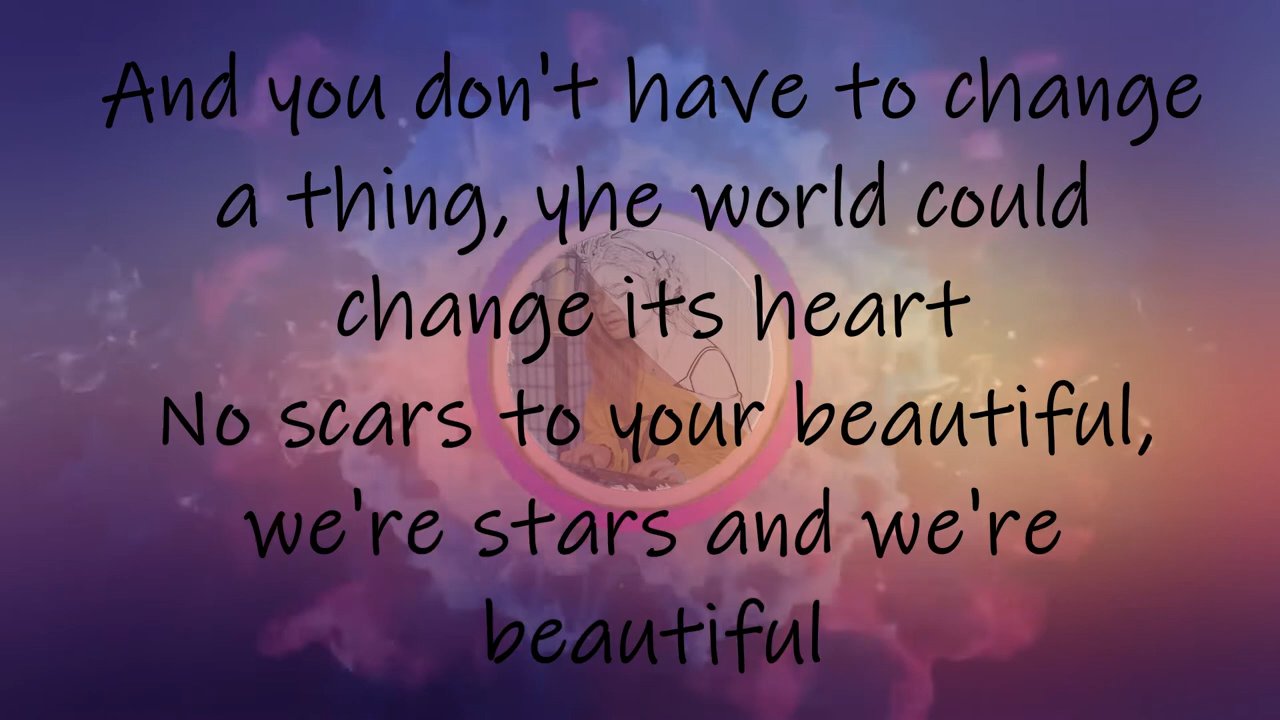 And you don't have to change
a thing, yhe world could
change its heart
No scars to your beautiful,
we're stars and we're
beautiful